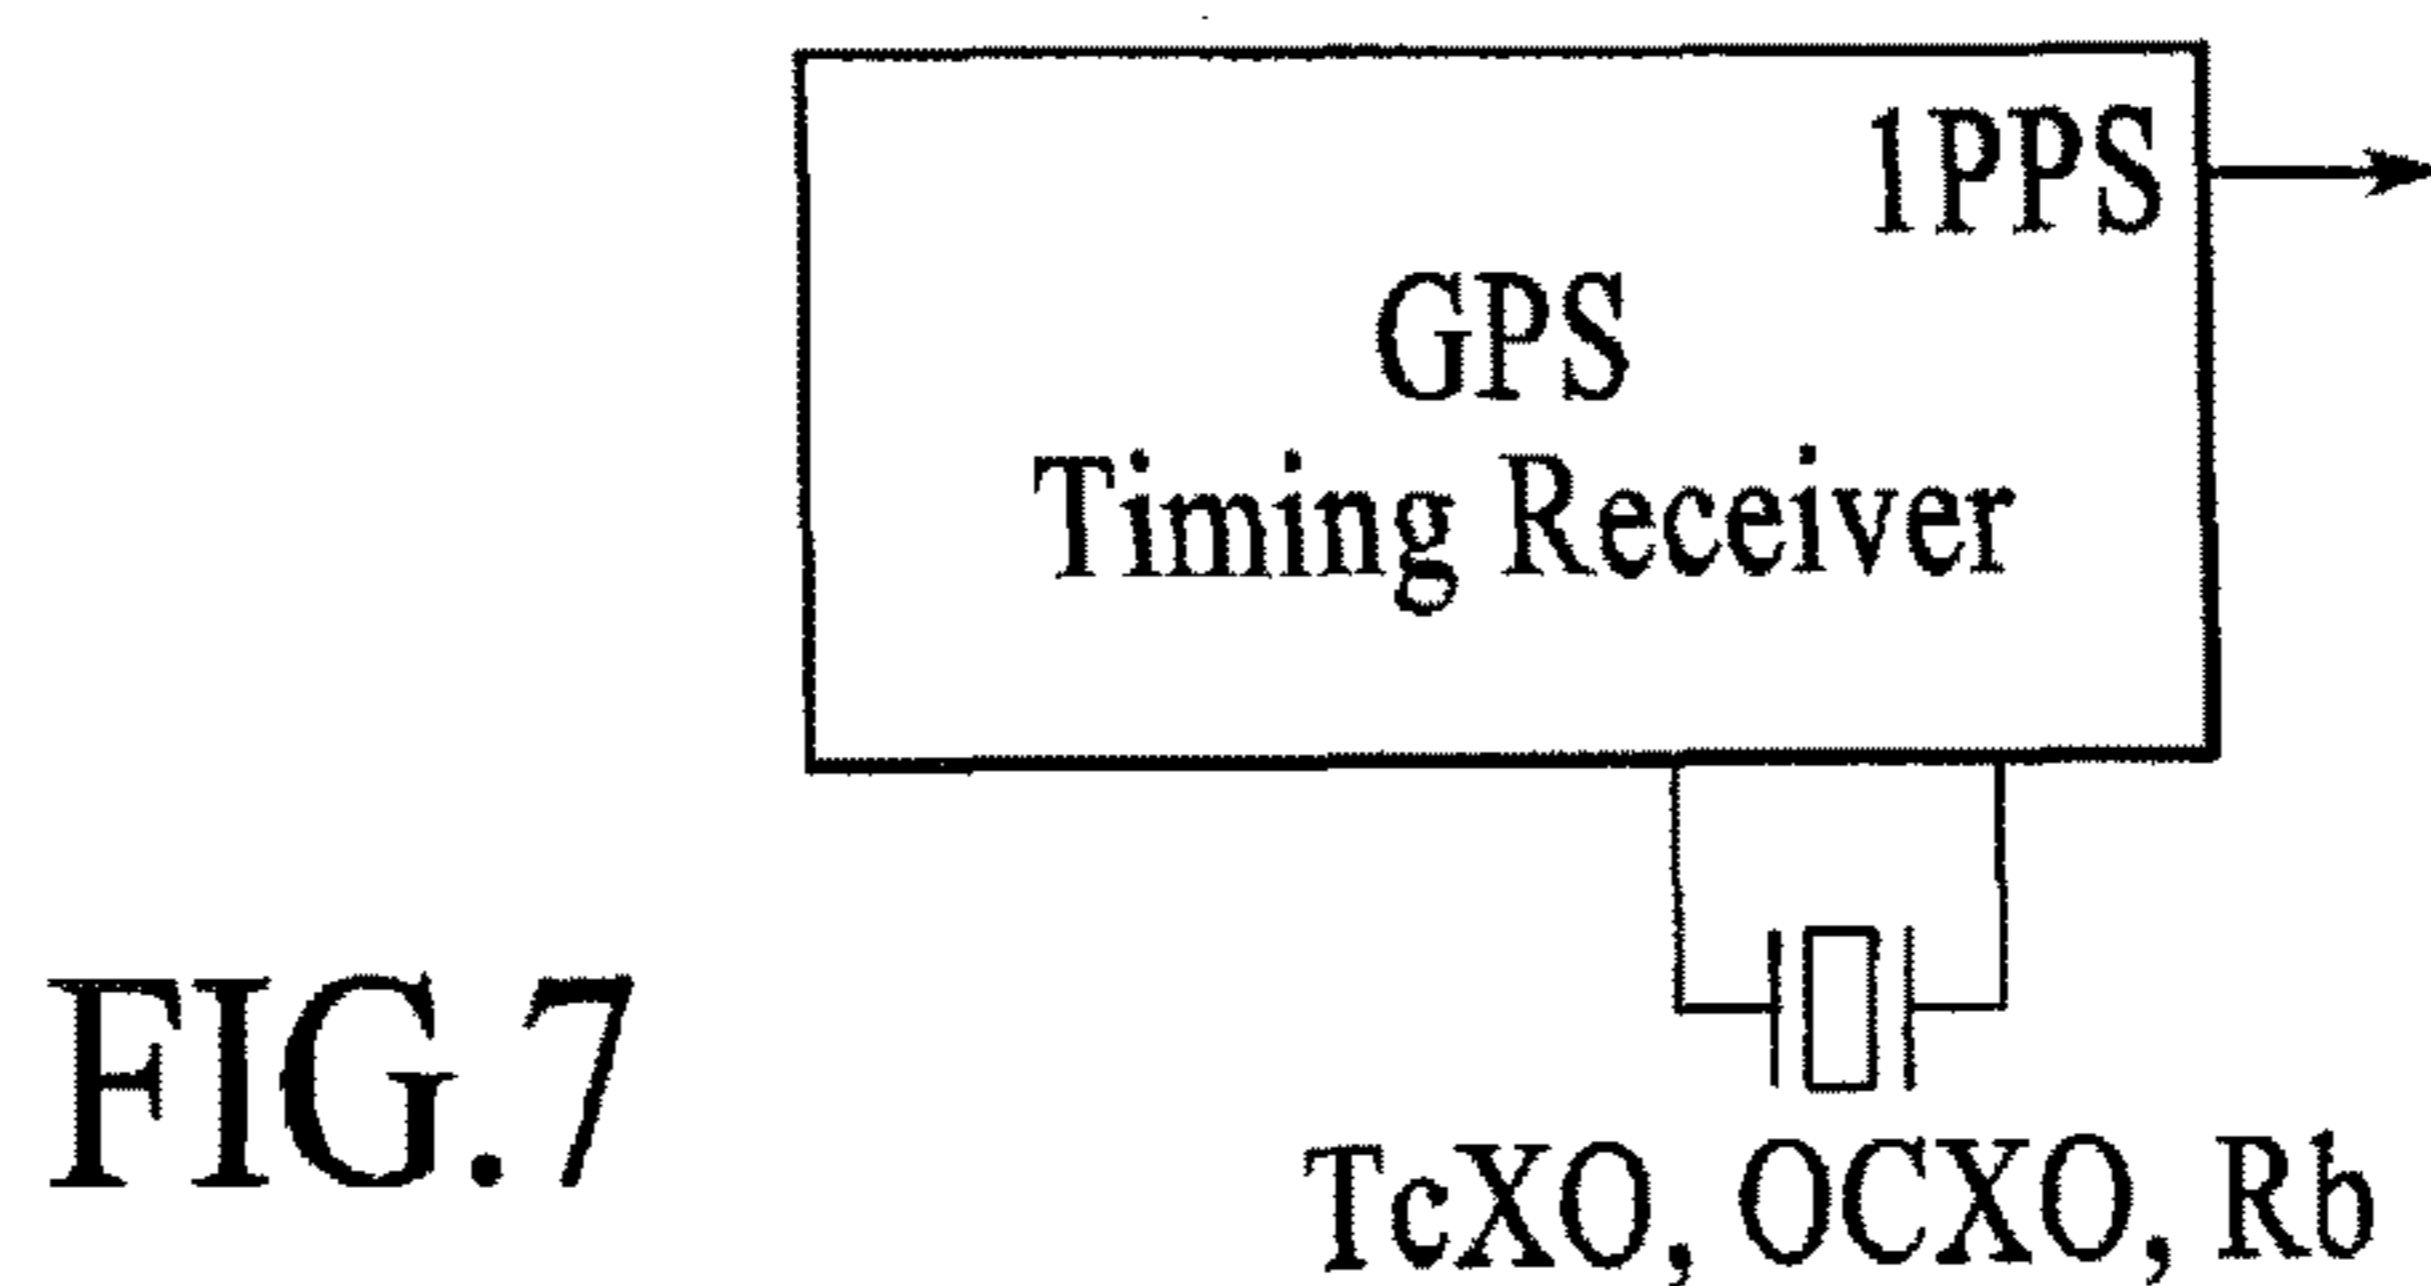 1PPS
GPS
Timing Receiver
FIG.7
TcXO, OCXO, Rb